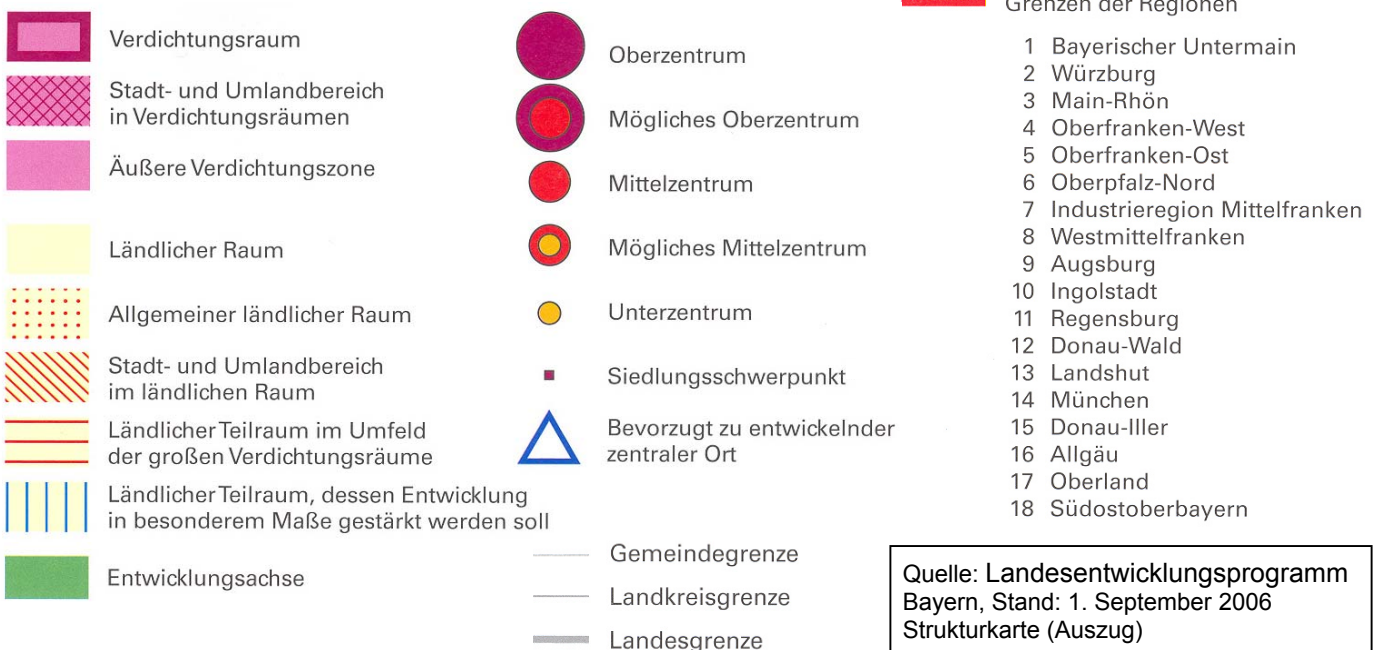 Verdichtungsraum
Stadt- und Umlandbereich
in Verdichtungsräumen
Äußere Verdichtungszone
Ländlicher Raum
Allgemeiner ländlicher Raum
Stadt- und Umlandbereich
im ländlichen Raum
Ländlicher Teilraum im Umfeld
der großen Verdichtungsräume
Ländlicher Teilraum, dessen Entwicklung
in besonderem Maße gestärkt werden soll
Entwicklungsachse
Oberzentrum
Mögliches Oberzentrum
Mittelzentrum
Mögliches Mittelzentrum
Unterzentrum
Siedlungsschwerpunkt
Bevorzugt zu entwickelnder
zentraler Ort
Gemeindegrenze
Landkreisgrenze
Landesgrenze
Grenzen der Regionen
1 Bayerischer Untermain
2 Würzburg
3 Main-Rhön
4 Oberfranken-West
5 Oberfranken-Ost
6 Oberpfalz-Nord
7 Industrieregion Mittelfranken
8 Westmittelfranken
9 Augsburg
10 Ingolstadt
11 Regensburg
12 Donau-Wald
13 Landshut
14 München
15 Donau-Iller
16 Allgäu
17 Oberland
18 Südostoberbayern
Quelle: Landesentwicklungsprogramm
Bayern, Stand: 1. September 2006
Strukturkarte (Auszug)